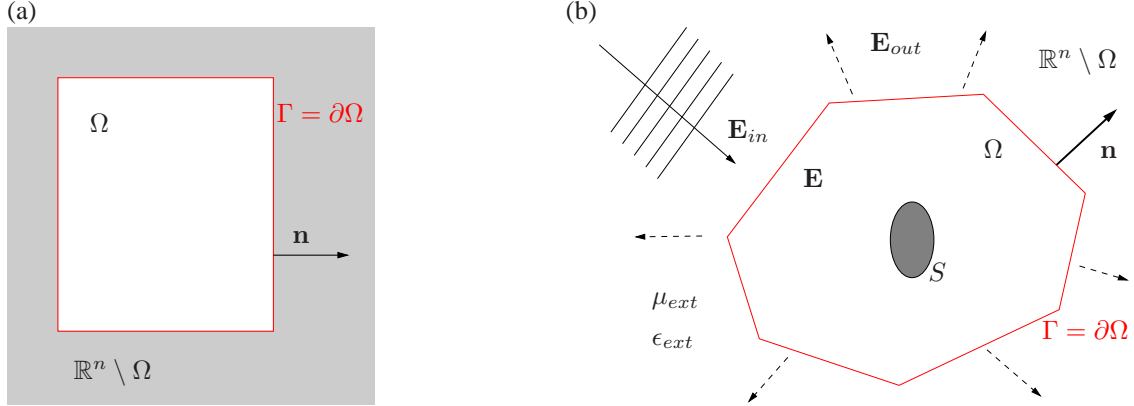 (a)
Ω
Γ = ∂Ω
n
ℝⁿ \ Ω
(b)
E_out
ℝⁿ \ Ω
E_in
Ω
n
E
S
μ_ext
ϵ_ext
Γ = ∂Ω